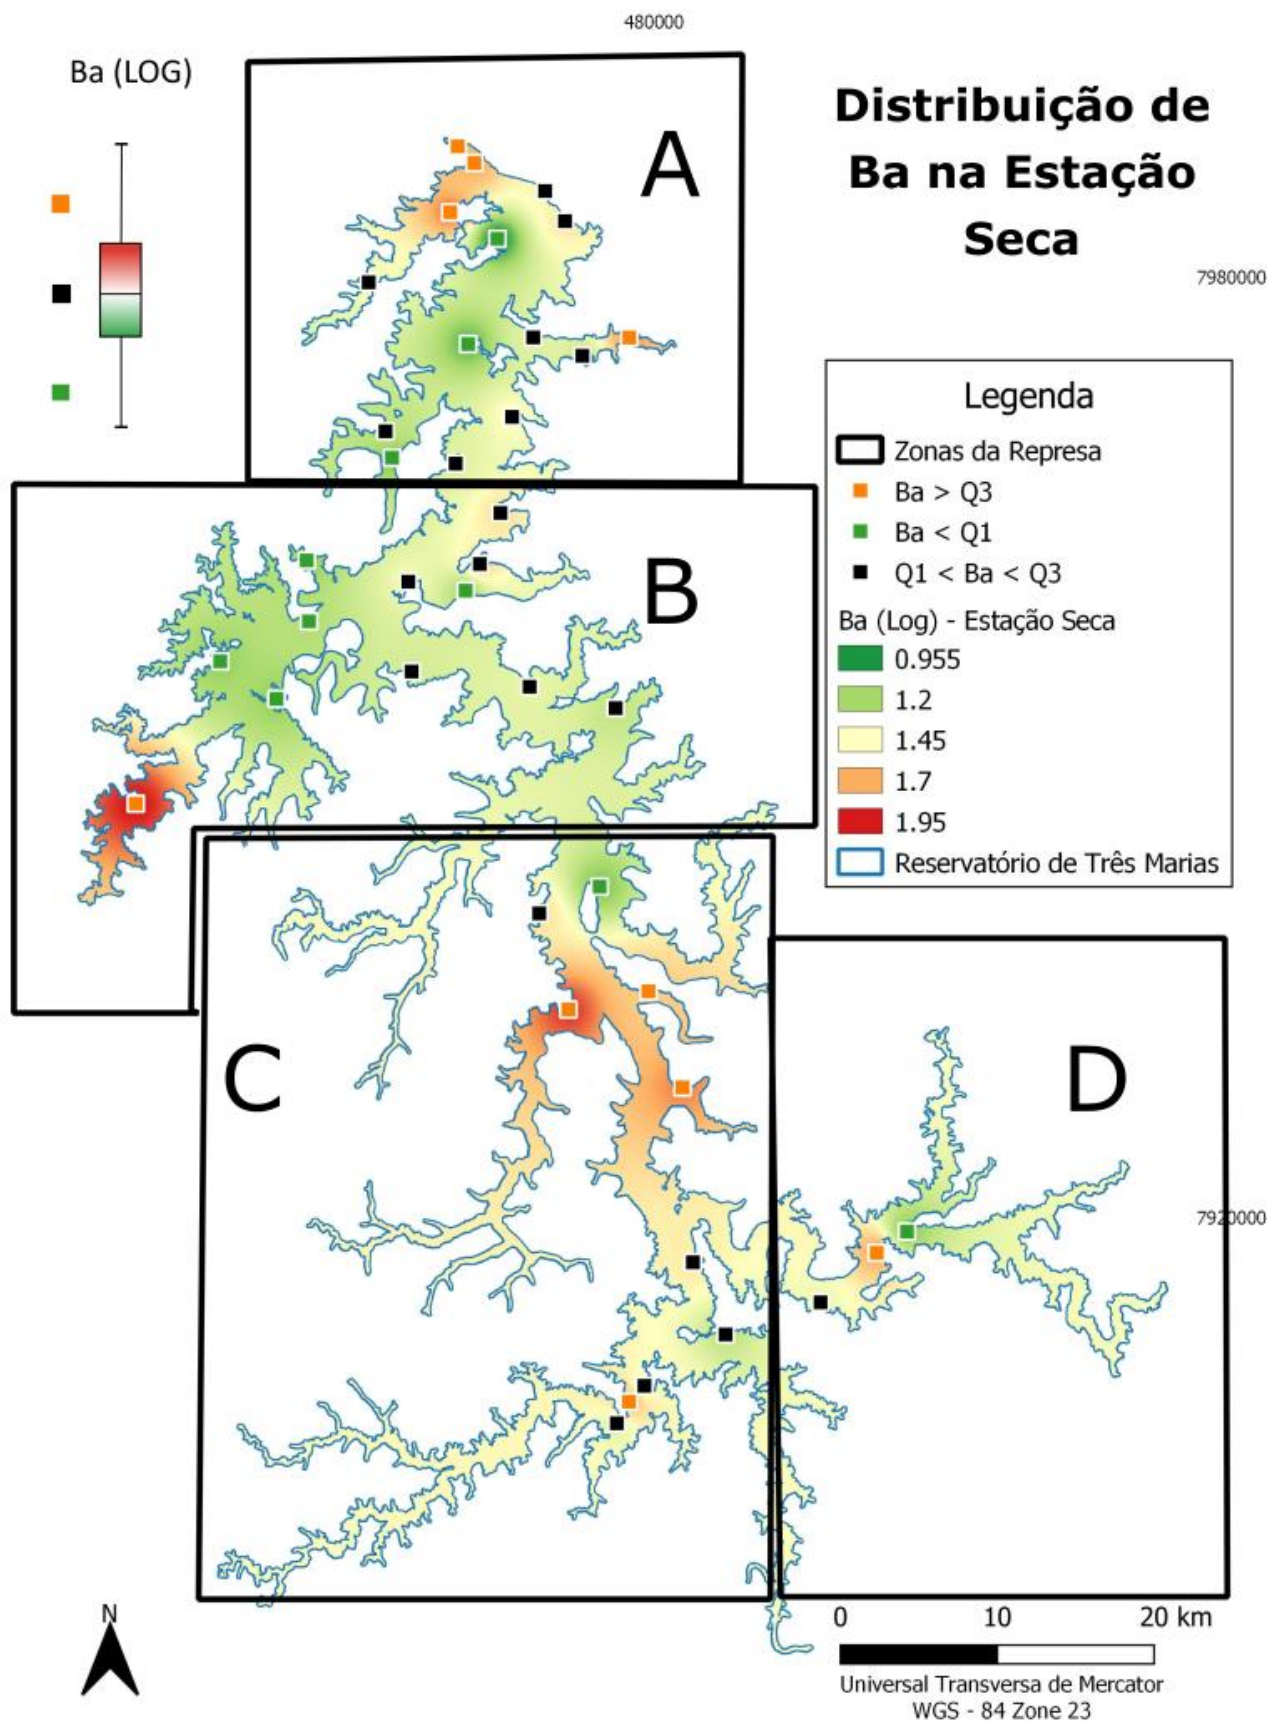 480000
Ba (LOG)
Distribuição de
Ba na Estação
Seca
A
7980000
Legenda
Zonas da Represa
Ba > Q3
Ba < Q1
Q1 < Ba < Q3
Ba (Log) - Estação Seca
0.955
1.2
1.45
1.7
1.95
Reservatório de Três Marias
B
C
D
7920000
N
0 10 20 km
Universal Transversa de Mercator
WGS - 84 Zone 23